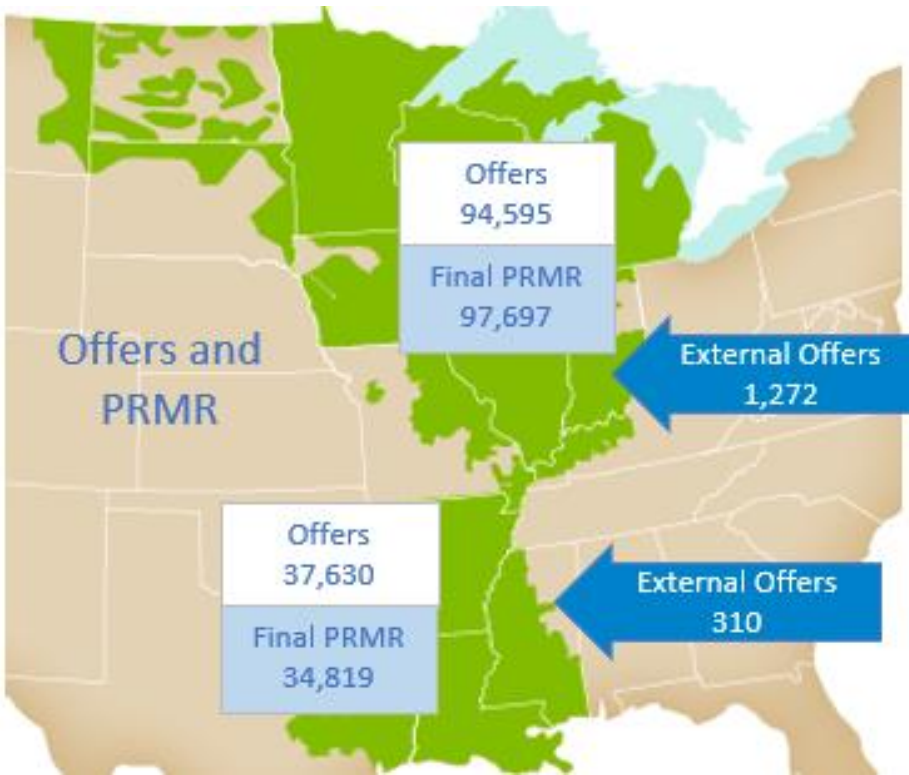 Offers
94,595
Final PRMR
97,697
Offers and
PRMR
External Offers
1,272
Offers
37,630
Final PRMR
34,819
External Offers
310